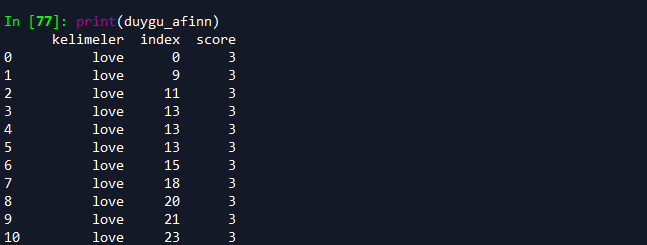 In [77]: print(duygu_afinn)
kelimeler index score
0 love 0 3
1 love 9 3
2 love 11 3
3 love 13 3
4 love 13 3
5 love 13 3
6 love 15 3
7 love 18 3
8 love 20 3
9 love 21 3
10 love 23 3